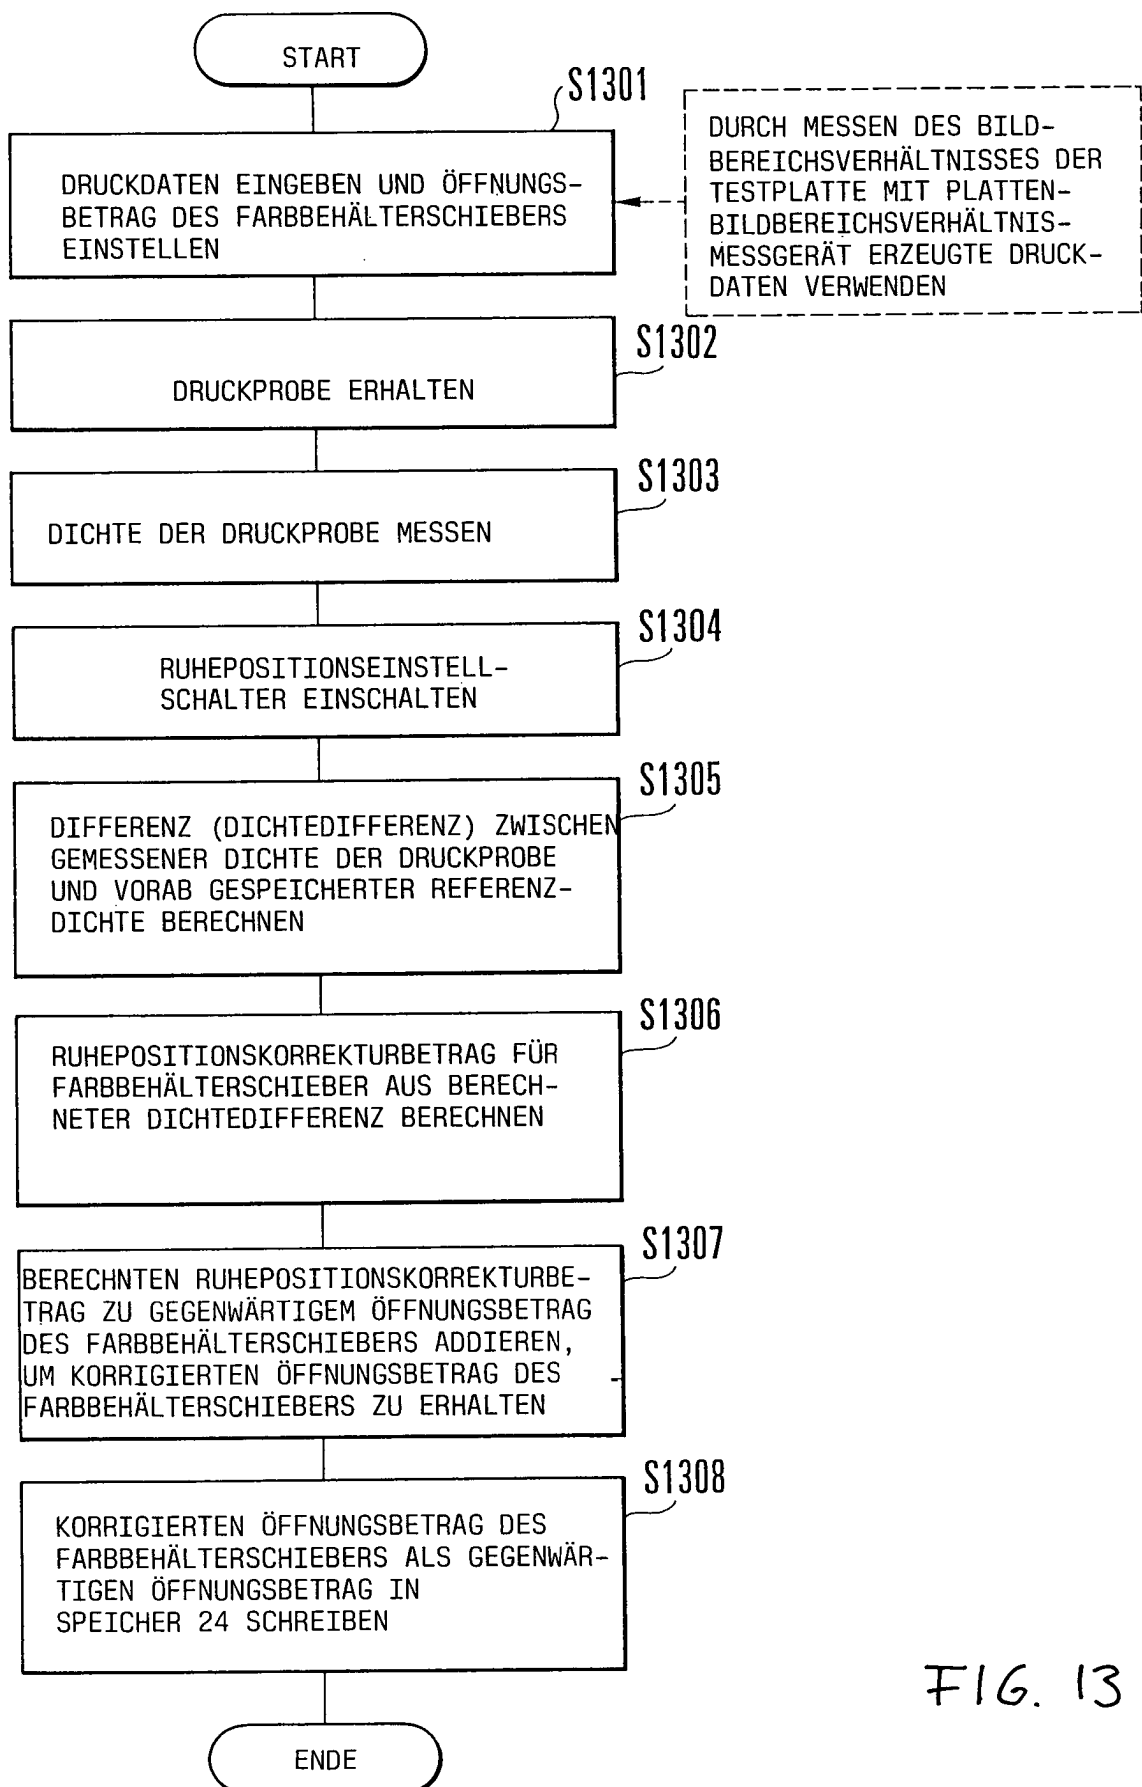 START
S1301
DRUCKDATEN EINGEBEN UND ÖFFNUNGS-
BETRAG DES FARBBEHÄLTERSCHIEBERS
EINSTELLEN
DURCH MESSEN DES BILD-
BEREICHSVERHÄLTNISSES DER
TESTPLATTE MIT PLATTEN-
BILDBEREICHSVERHÄLTNIS-
MESSGERÄT ERZEUGTE DRUCK-
DATEN VERWENDEN
S1302
DRUCKPROBE ERHALTEN
S1303
DICHTE DER DRUCKPROBE MESSEN
S1304
RUHEPOSITIONSEINSTELL-
SCHALTER EINSCHALTEN
S1305
DIFFERENZ (DICHTEDIFFERENZ) ZWISCHEN
GEMESSENER DICHTE DER DRUCKPROBE
UND VORAB GESPEICHERTER REFERENZ-
DICHTE BERECHNEN
S1306
RUHEPOSITIONSKORREKTURBETRAG FÜR
FARBBEHÄLTERSCHIEBER AUS BERECH-
NETER DICHTEDIFFERENZ BERECHNEN
S1307
BERECHNTEN RUHEPOSITIONSKORREKTURBE-
TRAG ZU GEGENWÄRTIGEM ÖFFNUNGSBETRAG
DES FARBBEHÄLTERSCHIEBERS ADDIEREN,
UM KORRIGIERTEN ÖFFNUNGSBETRAG DES
FARBBEHÄLTERSCHIEBERS ZU ERHALTEN
S1308
KORRIGIERTEN ÖFFNUNGSBETRAG DES
FARBBEHÄLTERSCHIEBERS ALS GEGENWÄR-
TIGEN ÖFFNUNGSBETRAG IN
SPEICHER 24 SCHREIBEN
ENDE
FIG. 13